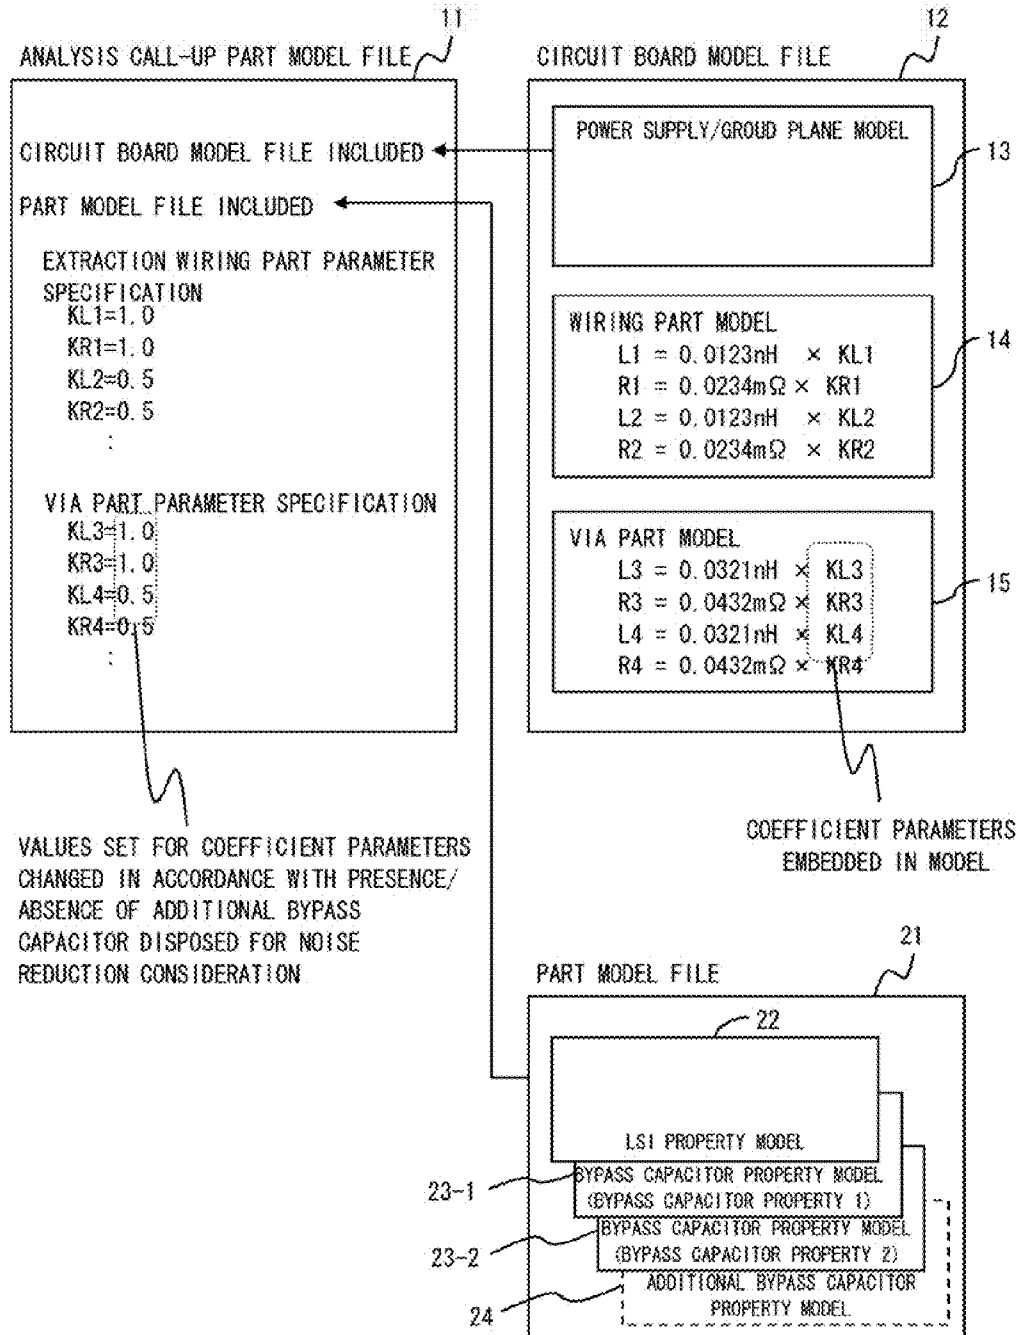 11
ANALYSIS CALL-UP PART MODEL FILE
CIRCUIT BOARD MODEL FILE INCLUDED
PART MODEL FILE INCLUDED
EXTRACTION WIRING PART PARAMETER
SPECIFICATION
KL1=1.0
KR1=1.0
KL2=0.5
KR2=0.5
:
VIA PART PARAMETER SPECIFICATION
KL3=1.0
KR3=1.0
KL4=0.5
KR4=0.5
:
VALUES SET FOR COEFFICIENT PARAMETERS
CHANGED IN ACCORDANCE WITH PRESENCE/
ABSENCE OF ADDITIONAL BYPASS
CAPACITOR DISPOSED FOR NOISE
REDUCTION CONSIDERATION
12
CIRCUIT BOARD MODEL FILE
POWER SUPPLY/GROUD PLANE MODEL
13
WIRING PART MODEL
L1 = 0.0123nH × KL1
R1 = 0.0234mΩ × KR1
L2 = 0.0123nH × KL2
R2 = 0.0234mΩ × KR2
14
VIA PART MODEL
L3 = 0.0321nH × KL3
R3 = 0.0432mΩ × KR3
L4 = 0.0321nH × KL4
R4 = 0.0432mΩ × KR4
15
COEFFICIENT PARAMETERS
EMBEDDED IN MODEL
21
PART MODEL FILE
22
LSI PROPERTY MODEL
23-1
BYPASS CAPACITOR PROPERTY MODEL
(BYPASS CAPACITOR PROPERTY 1)
23-2
BYPASS CAPACITOR PROPERTY MODEL
(BYPASS CAPACITOR PROPERTY 2)
24
ADDITIONAL BYPASS CAPACITOR
PROPERTY MODEL